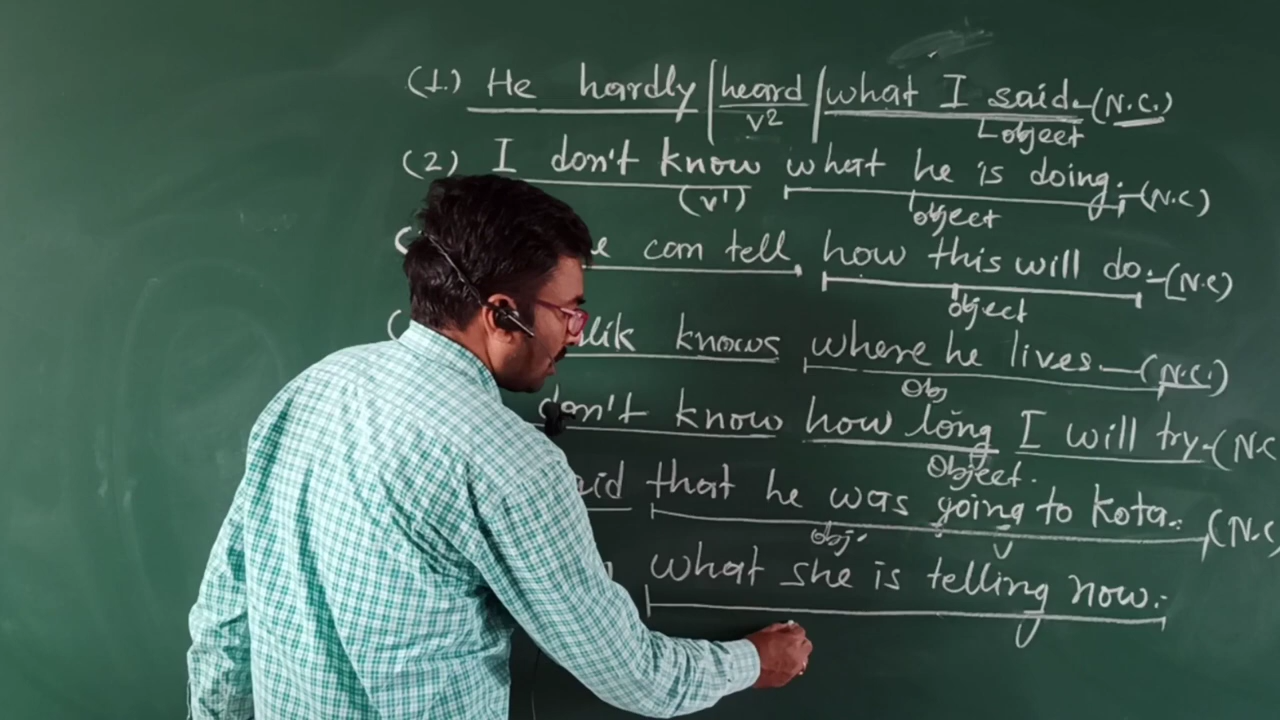 (1.) He hardly | heard | what I said. - (N.C.)
v2 object
(2) I don't know what he is doing. - (N.C)
(v1) object
can tell how this will do. - (N.C)
object
knows where he lives. - (N.C.)
Obj
don't know how long I will try - (N.C
Object.
that he was going to Kota. (N.C
Obj. v
what she is telling now.